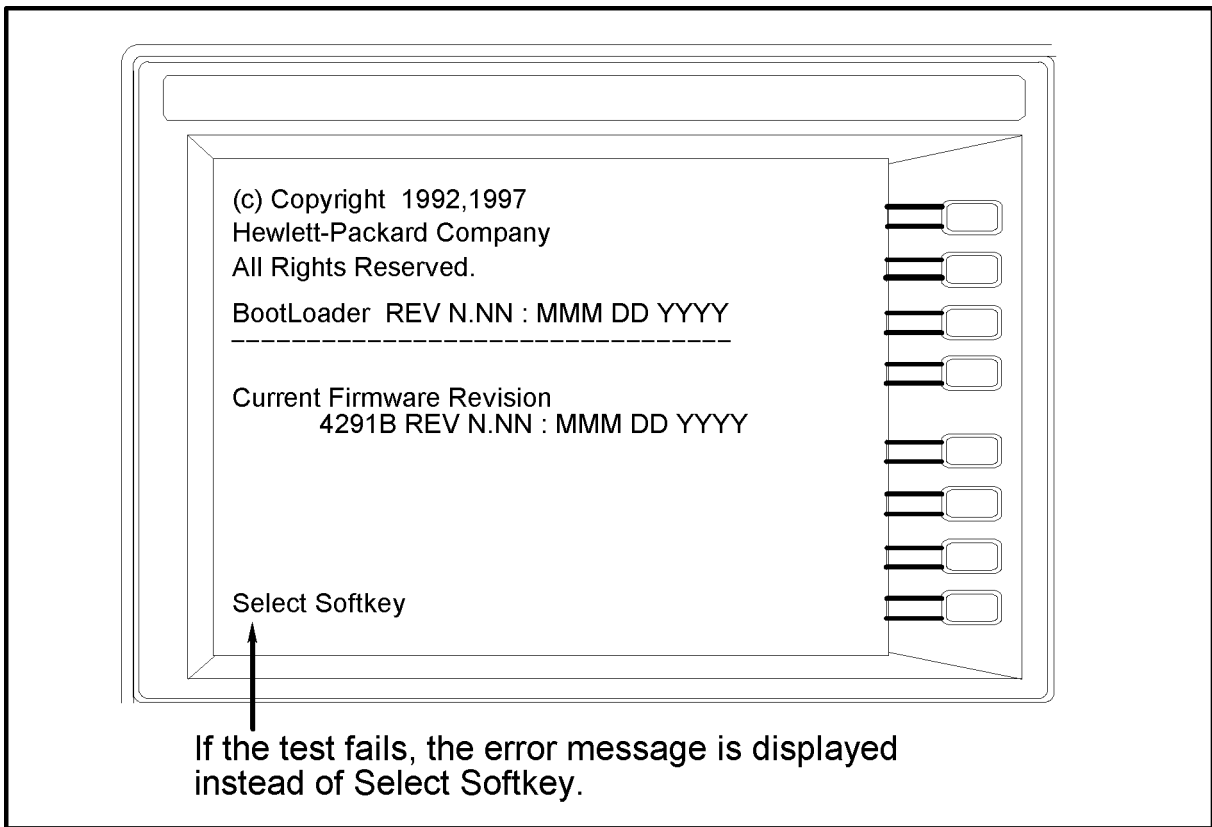 (c) Copyright 1992,1997
Hewlett-Packard Company
All Rights Reserved.
BootLoader REV N.NN : MMM DD YYYY
----------------------------------
Current Firmware Revision
4291B REV N.NN : MMM DD YYYY
Select Softkey
If the test fails, the error message is displayed
instead of Select Softkey.